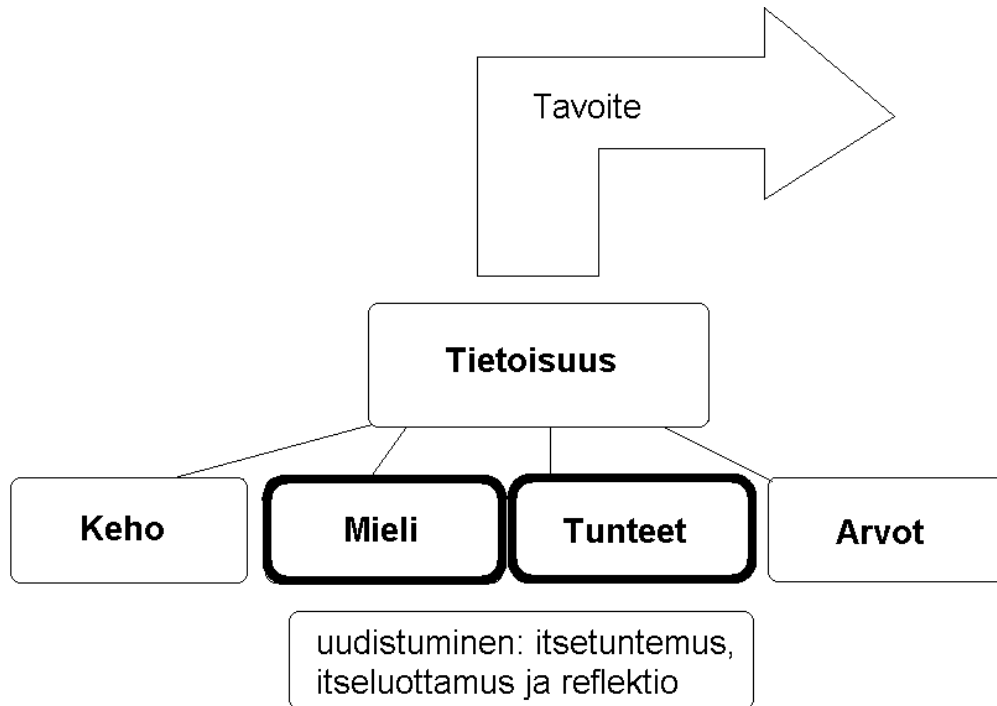 Tavoite
Tietoisuus
Keho
Mieli
Tunteet
Arvot
uudistuminen: itsetuntemus,
itseluottamus ja reflektio